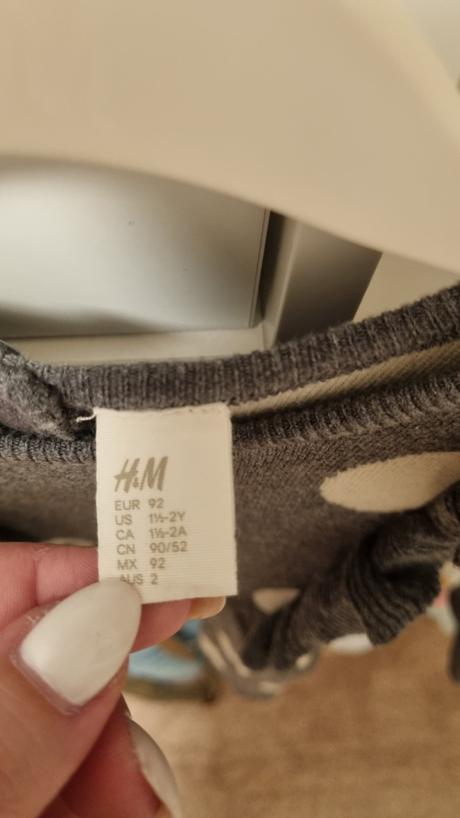 H&M
EUR 92
US 1½-2Y
CA 1½-2A
CN 90/52
MX 92
AUS 2